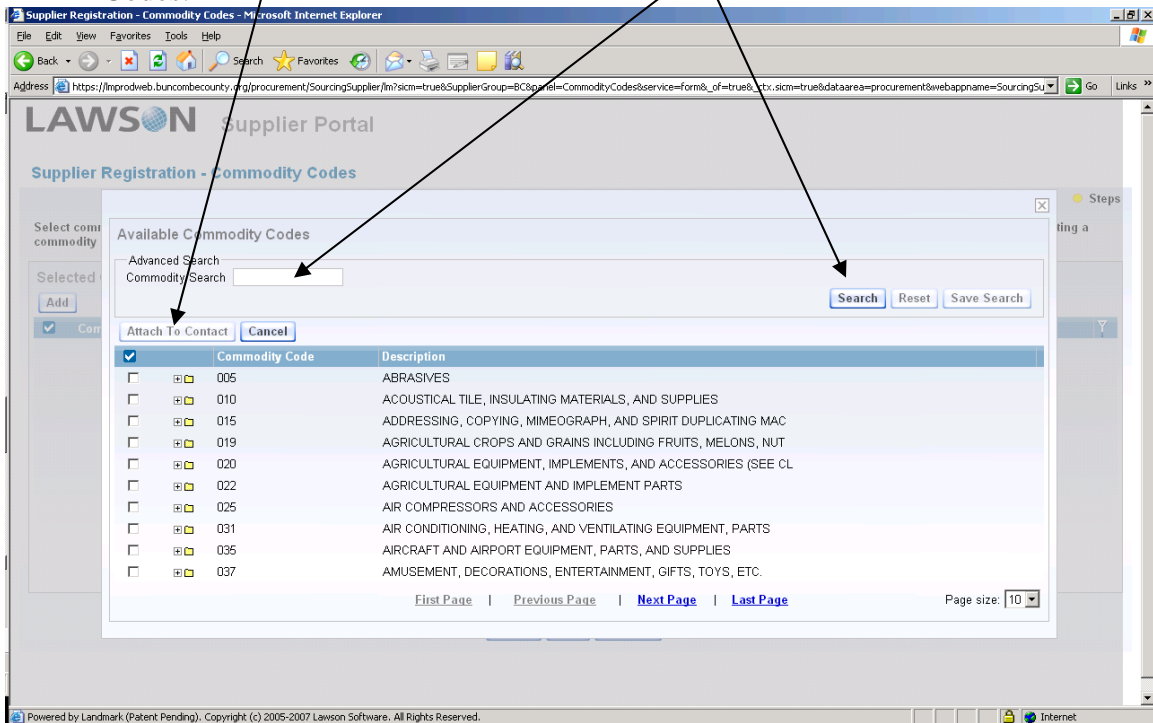 Supplier Registration - Commodity Codes - Microsoft Internet Explorer
File Edit View Favorites Tools Help
Back Search Favorites
Address https://lmprodweb.buncombecounty.org/procurement/SourcingSupplier/lm?sicm=true&SupplierGroup=BC&panel=CommodityCodes&service=form&_of=true&_ctx.sicm=true&dataarea=procurement&webappname=SourcingSu Go Links »
LAWSON Supplier Portal
Supplier Registration - Commodity Codes
Steps
Select comm
ting a
commodity
Available Commodity Codes
Advanced Search
Selected
Commodity Search
Add
Search Reset Save Search
Com
Attach To Contact Cancel
Commodity Code Description
005 ABRASIVES
010 ACOUSTICAL TILE, INSULATING MATERIALS, AND SUPPLIES
015 ADDRESSING, COPYING, MIMEOGRAPH, AND SPIRIT DUPLICATING MAC
019 AGRICULTURAL CROPS AND GRAINS INCLUDING FRUITS, MELONS, NUT
020 AGRICULTURAL EQUIPMENT, IMPLEMENTS, AND ACCESSORIES (SEE CL
022 AGRICULTURAL EQUIPMENT AND IMPLEMENT PARTS
025 AIR COMPRESSORS AND ACCESSORIES
031 AIR CONDITIONING, HEATING, AND VENTILATING EQUIPMENT, PARTS
035 AIRCRAFT AND AIRPORT EQUIPMENT, PARTS, AND SUPPLIES
037 AMUSEMENT, DECORATIONS, ENTERTAINMENT, GIFTS, TOYS, ETC.
First Page | Previous Page | Next Page | Last Page Page size: 10
Powered by Landmark (Patent Pending). Copyright (c) 2005-2007 Lawson Software. All Rights Reserved. Internet